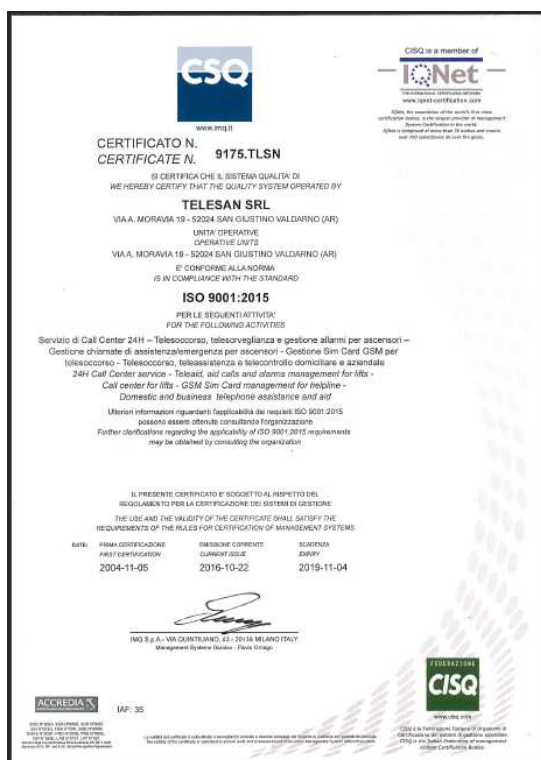 CSQ
www.imq.it
CISQ is a member of
IQNet
THE INTERNATIONAL CERTIFICATION NETWORK
www.iqnet-certification.com
CERTIFICATO N.
CERTIFICATE N. 9175.TLSN
SI CERTIFICA CHE IL SISTEMA QUALITA' DI
WE HEREBY CERTIFY THAT THE QUALITY SYSTEM OPERATED BY
TELESAN SRL
VIA A. MORAVIA 19 - 52024 SAN GIUSTINO VALDARNO (AR)
UNITA' OPERATIVE
OPERATIVE UNITS
VIA A. MORAVIA 19 - 52024 SAN GIUSTINO VALDARNO (AR)
E' CONFORME ALLA NORMA
IS IN COMPLIANCE WITH THE STANDARD
ISO 9001:2015
PER LE SEGUENTI ATTIVITA'
FOR THE FOLLOWING ACTIVITIES
Servizio di Call Center 24H – Telesoccorso, telesorveglianza e gestione allarmi per ascensori –
Gestione chiamate di assistenza/emergenza per ascensori - Gestione Sim Card GSM per
telesoccorso - Telesoccorso, teleassistenza e telecontrollo domiciliare e aziendale
24H Call Center service - Teleaid, aid calls and alarms management for lifts -
Call center for lifts - GSM Sim Card management for helpline -
Domestic and business telephone assistance and aid
Ulteriori informazioni riguardanti l'applicabilità dei requisiti ISO 9001:2015
possono essere ottenute consultando l'organizzazione
Further clarifications regarding the applicability of ISO 9001:2015 requirements
may be obtained by consulting the organization
IL PRESENTE CERTIFICATO E' SOGGETTO AL RISPETTO DEL
REGOLAMENTO PER LA CERTIFICAZIONE DEI SISTEMI DI GESTIONE
THE USE AND THE VALIDITY OF THE CERTIFICATE SHALL SATISFY THE
REQUIREMENTS OF THE RULES FOR CERTIFICATION OF MANAGEMENT SYSTEMS
DATE: PRIMA CERTIFICAZIONE EMISSIONE CORRENTE SCADENZA
FIRST CERTIFICATION CURRENT ISSUE EXPIRY
2004-11-05 2016-10-22 2019-11-04
IMQ S.p.A. - VIA QUINTILIANO, 43 - 20138 MILANO ITALY
Management Systems Division - Flavio Ornago
FEDERAZIONE
CISQ
www.cisq.com
ACCREDIA
IAF: 35